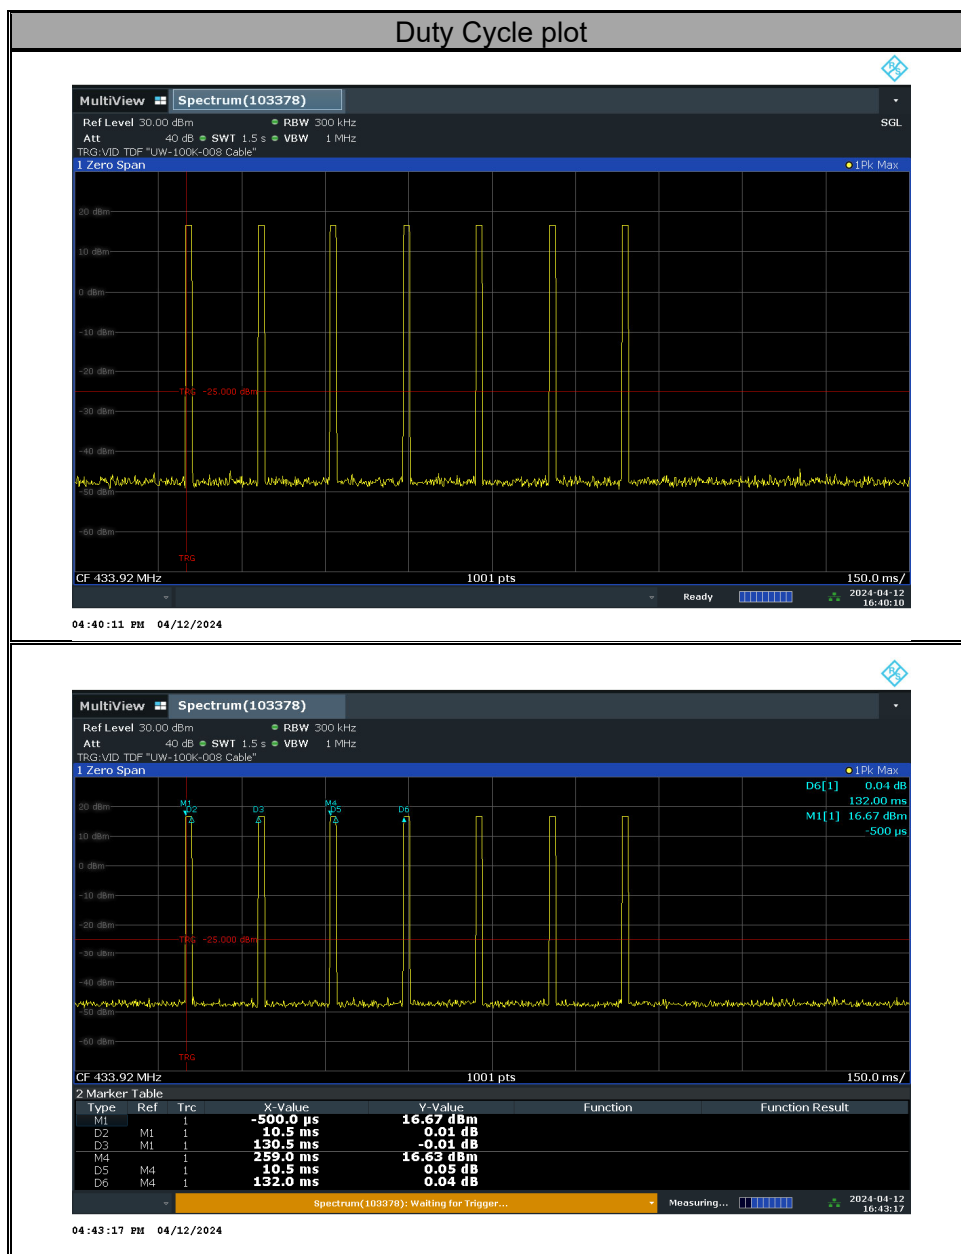 Duty Cycle plot
R&S
MultiView Spectrum(103378)
Ref Level 30.00 dBm RBW 300 kHz SGL
Att 40 dB SWT 1.5 s VBW 1 MHz
TRG:VID TDF "UW-100K-008 Cable"
1 Zero Span 1Pk Max
20 dBm
10 dBm
0 dBm
-10 dBm
-20 dBm
TRG -25.000 dBm
-30 dBm
-40 dBm
-50 dBm
-60 dBm
TRG
CF 433.92 MHz 1001 pts 150.0 ms/
Ready 2024-04-12
16:40:10
04:40:11 PM 04/12/2024
R&S
MultiView Spectrum(103378)
Ref Level 30.00 dBm RBW 300 kHz
Att 40 dB SWT 1.5 s VBW 1 MHz
TRG:VID TDF "UW-100K-008 Cable"
1 Zero Span 1Pk Max
D6[1] 0.04 dB
132.00 ms
M1[1] 16.67 dBm
-500 µs
M1 D2 D3 M4 D5 D6
20 dBm
10 dBm
0 dBm
-10 dBm
-20 dBm
TRG -25.000 dBm
-30 dBm
-40 dBm
-50 dBm
-60 dBm
TRG
CF 433.92 MHz 1001 pts 150.0 ms/
2 Marker Table
Type Ref Trc X-Value Y-Value Function Function Result
M1 1 -500.0 µs 16.67 dBm
D2 M1 1 10.5 ms 0.01 dB
D3 M1 1 130.5 ms -0.01 dB
M4 1 259.0 ms 16.63 dBm
D5 M4 1 10.5 ms 0.05 dB
D6 M4 1 132.0 ms 0.04 dB
Spectrum(103378): Waiting for Trigger... Measuring... 2024-04-12
16:43:17
04:43:17 PM 04/12/2024